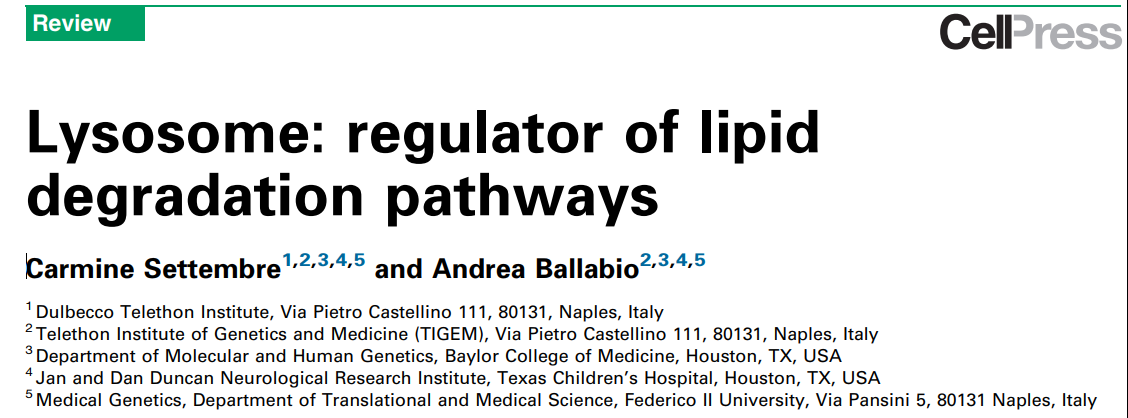 Review
CellPress
Lysosome: regulator of lipid
degradation pathways
Carmine Settembre1,2,3,4,5 and Andrea Ballabio2,3,4,5
1 Dulbecco Telethon Institute, Via Pietro Castellino 111, 80131, Naples, Italy
2 Telethon Institute of Genetics and Medicine (TIGEM), Via Pietro Castellino 111, 80131, Naples, Italy
3 Department of Molecular and Human Genetics, Baylor College of Medicine, Houston, TX, USA
4 Jan and Dan Duncan Neurological Research Institute, Texas Children’s Hospital, Houston, TX, USA
5 Medical Genetics, Department of Translational and Medical Science, Federico II University, Via Pansini 5, 80131 Naples, Italy